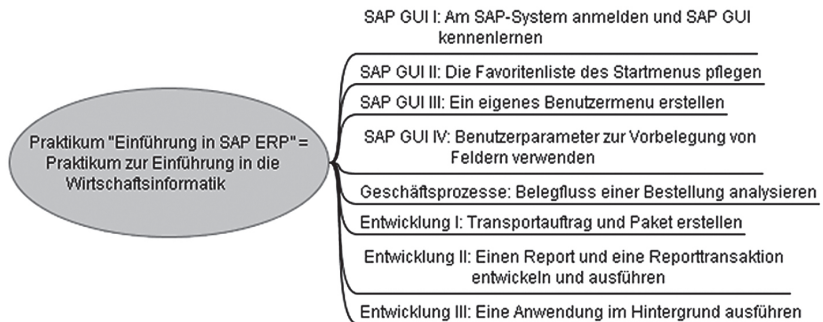 SAP GUI I: Am SAP-System anmelden und SAP GUI
kennenlernen
SAP GUI II: Die Favoritenliste des Startmenus pflegen
SAP GUI III: Ein eigenes Benutzermenu erstellen
Praktikum "Einführung in SAP ERP" =
Praktikum zur Einführung in die
Wirtschaftsinformatik
SAP GUI IV: Benutzerparameter zur Vorbelegung von
Feldern verwenden
Geschäftsprozesse: Belegfluss einer Bestellung analysieren
Entwicklung I: Transportauftrag und Paket erstellen
Entwicklung II: Einen Report und eine Reporttransaktion
entwickeln und ausführen
Entwicklung III: Eine Anwendung im Hintergrund ausführen